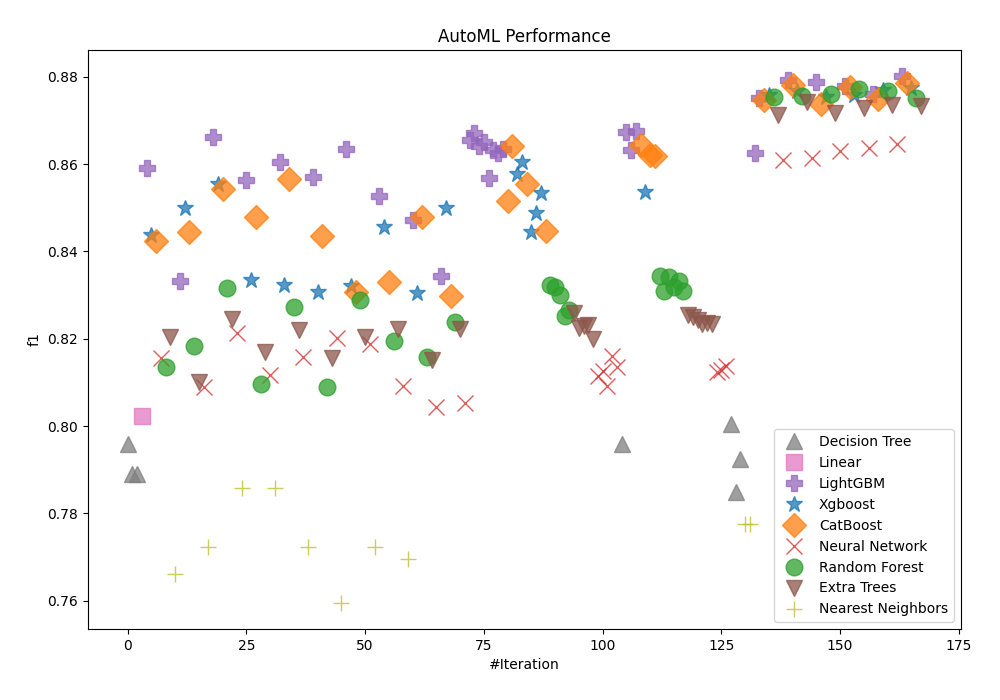 AutoML Performance
0.88
0.86
0.84
f1
0.82
0.80
0.78
0.76
Decision Tree
Linear
LightGBM
Xgboost
CatBoost
Neural Network
Random Forest
Extra Trees
Nearest Neighbors
0 25 50 75 100 125 150 175
#Iteration